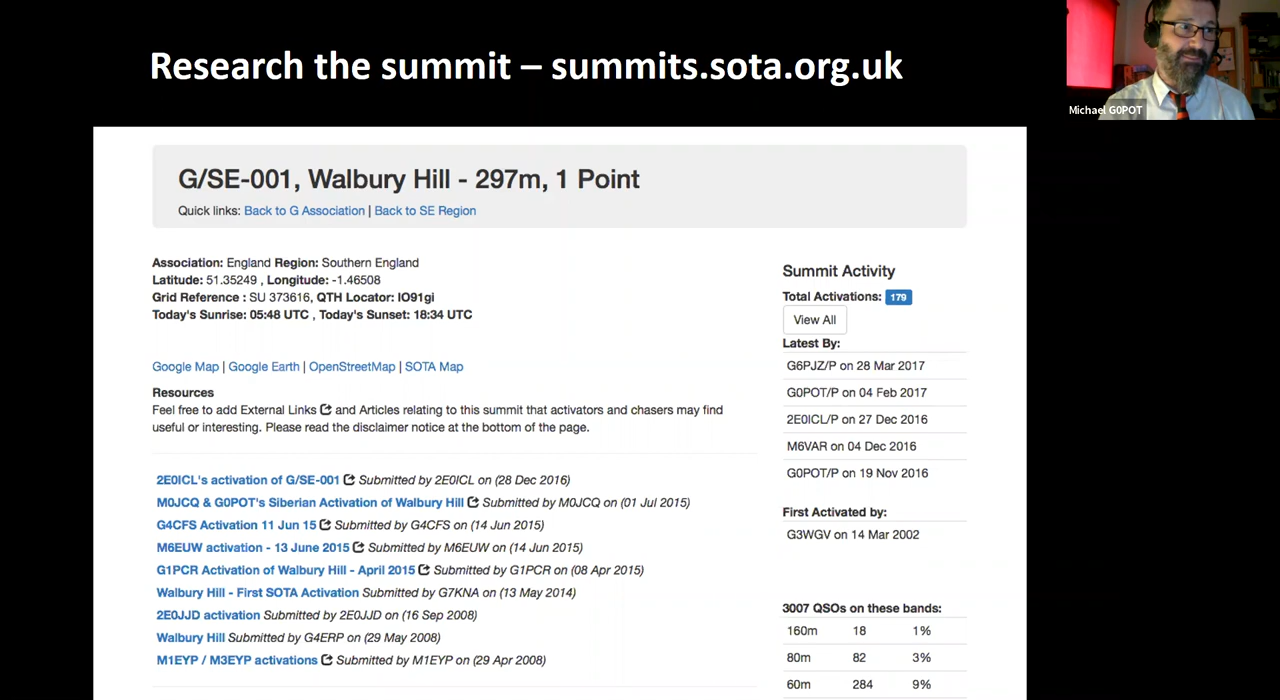 Research the summit – summits.sota.org.uk
Michael G0POT
G/SE-001, Walbury Hill - 297m, 1 Point
Quick links: Back to G Association | Back to SE Region
Association: England Region: Southern England
Latitude: 51.35249 , Longitude: -1.46508
Grid Reference : SU 373616, QTH Locator: IO91gi
Today's Sunrise: 05:48 UTC , Today's Sunset: 18:34 UTC
Google Map | Google Earth | OpenStreetMap | SOTA Map
Resources
Feel free to add External Links and Articles relating to this summit that activators and chasers may find
useful or interesting. Please read the disclaimer notice at the bottom of the page.
2E0ICL's activation of G/SE-001 Submitted by 2E0ICL on (28 Dec 2016)
M0JCQ & G0POT's Siberian Activation of Walbury Hill Submitted by M0JCQ on (01 Jul 2015)
G4CFS Activation 11 Jun 15 Submitted by G4CFS on (14 Jun 2015)
M6EUW activation - 13 June 2015 Submitted by M6EUW on (14 Jun 2015)
G1PCR Activation of Walbury Hill - April 2015 Submitted by G1PCR on (08 Apr 2015)
Walbury Hill - First SOTA Activation Submitted by G7KNA on (13 May 2014)
2E0JJD activation Submitted by 2E0JJD on (16 Sep 2008)
Walbury Hill Submitted by G4ERP on (29 May 2008)
M1EYP / M3EYP activations Submitted by M1EYP on (29 Apr 2008)
Summit Activity
Total Activations: 179
View All
Latest By:
G6PJZ/P on 28 Mar 2017
G0POT/P on 04 Feb 2017
2E0ICL/P on 27 Dec 2016
M6VAR on 04 Dec 2016
G0POT/P on 19 Nov 2016
First Activated by:
G3WGV on 14 Mar 2002
3007 QSOs on these bands:
160m 18 1%
80m 82 3%
60m 284 9%